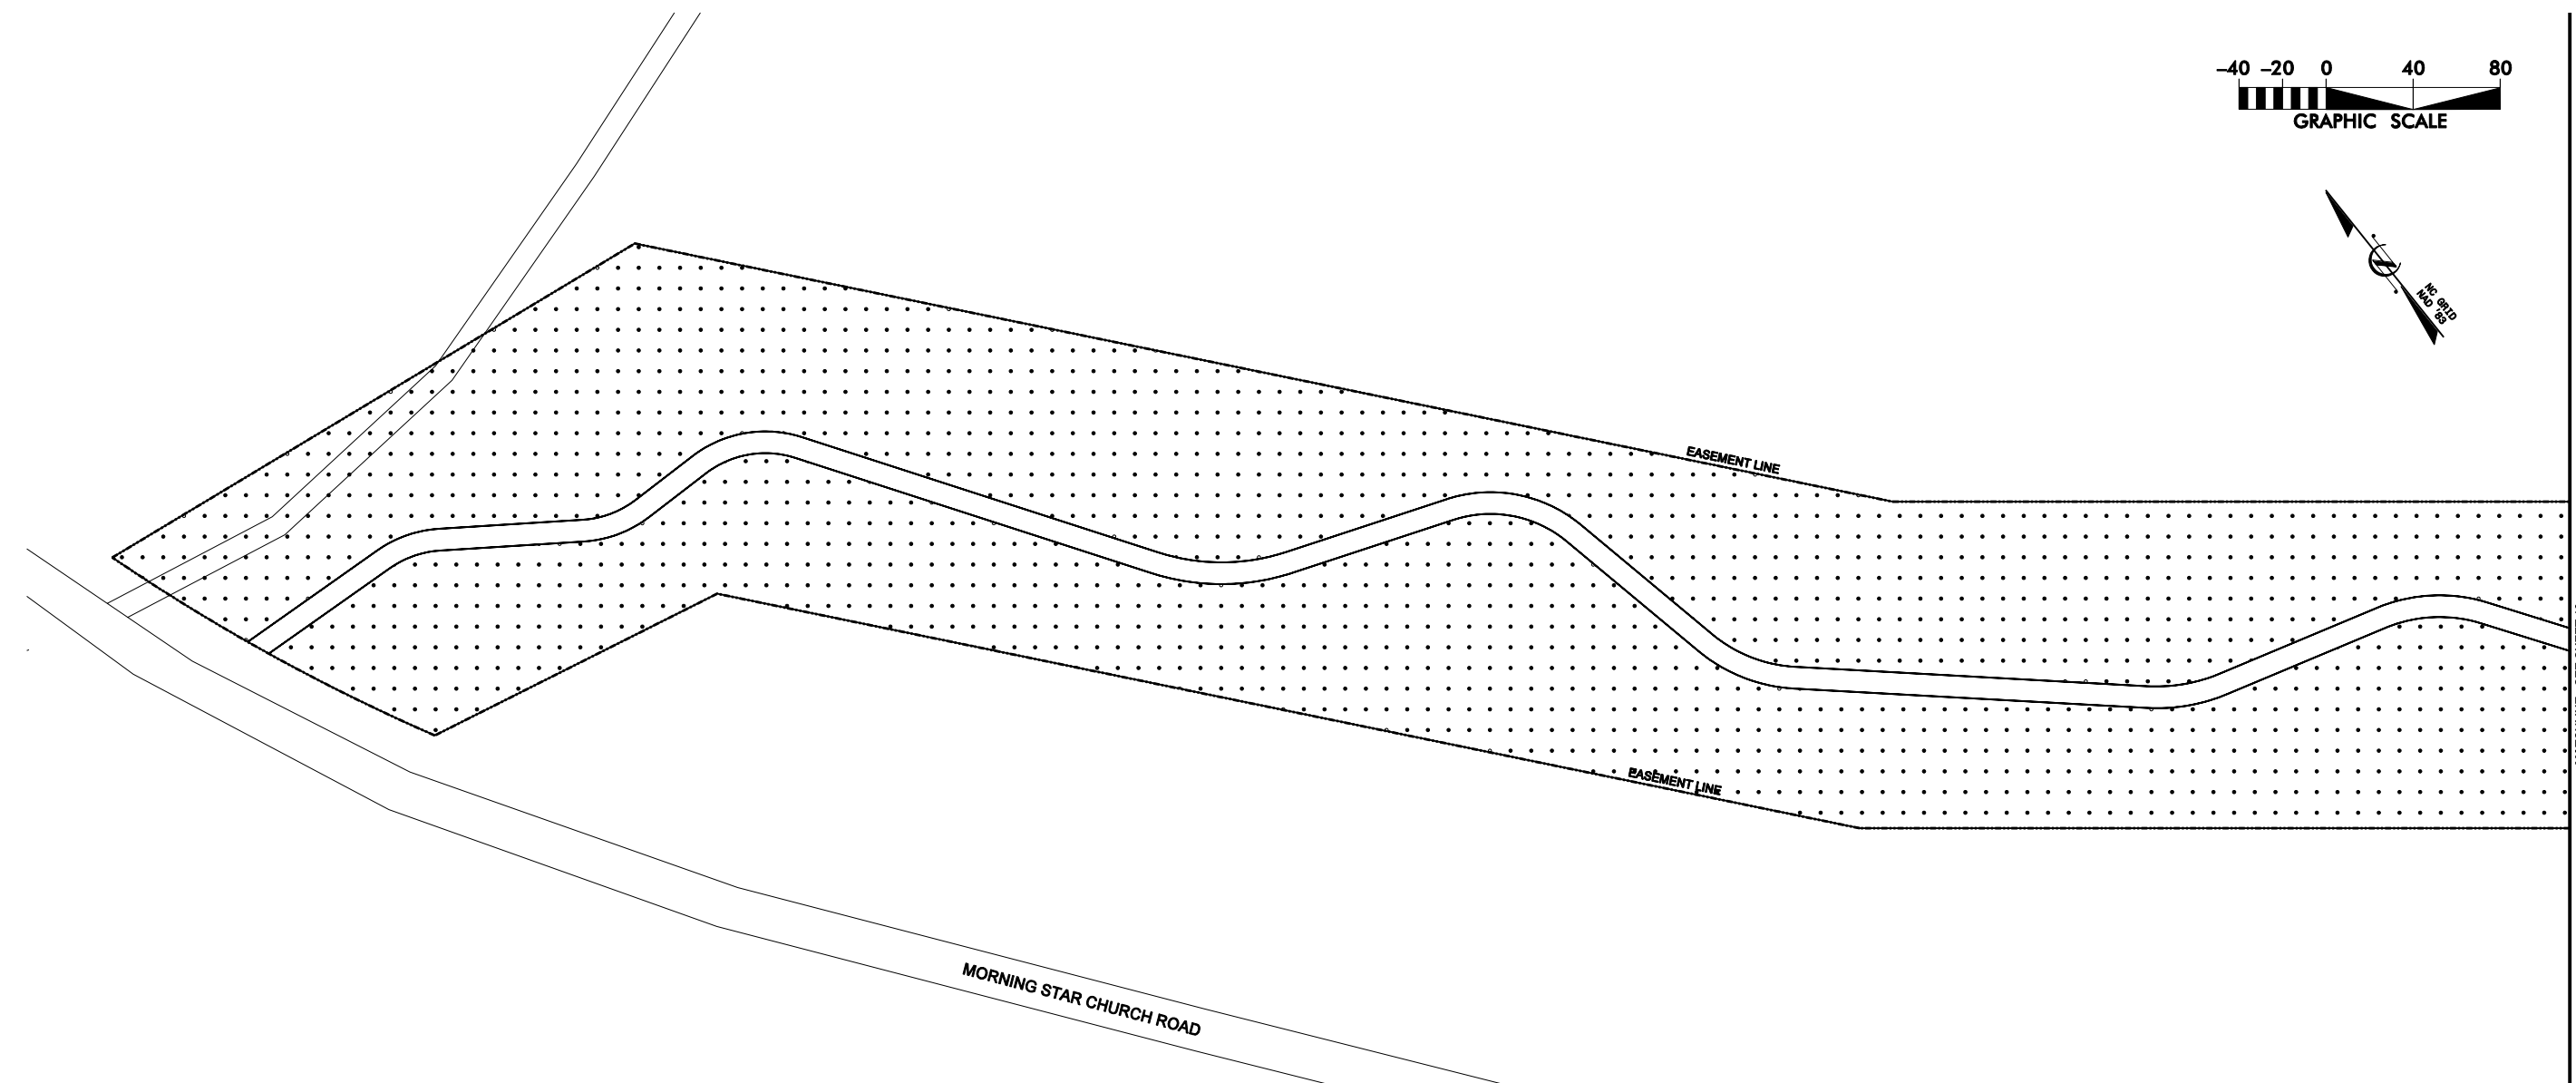 –40 –20 0 40 80
GRAPHIC SCALE
N
NC GRID
NAD '83
EASEMENT LINE
EASEMENT LINE
MORNING STAR CHURCH ROAD